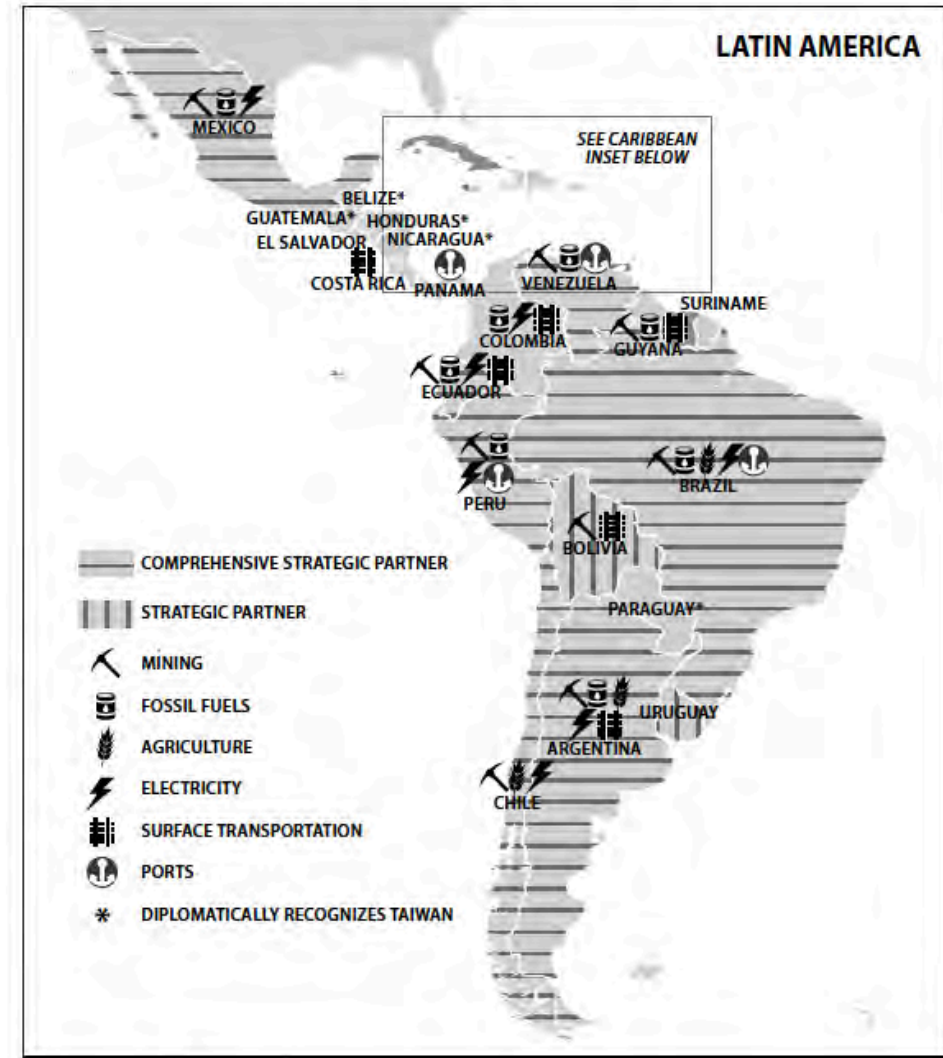 LATIN AMERICA
MEXICO
SEE CARIBBEAN
INSET BELOW
BELIZE*
GUATEMALA*
HONDURAS*
EL SALVADOR
NICARAGUA*
COSTA RICA
PANAMA
VENEZUELA
SURINAME
COLOMBIA
GUYANA
ECUADOR
PERU
BRAZIL
BOLIVIA
PARAGUAY*
URUGUAY
ARGENTINA
CHILE
COMPREHENSIVE STRATEGIC PARTNER
STRATEGIC PARTNER
MINING
FOSSIL FUELS
AGRICULTURE
ELECTRICITY
SURFACE TRANSPORTATION
PORTS
* DIPLOMATICALLY RECOGNIZES TAIWAN